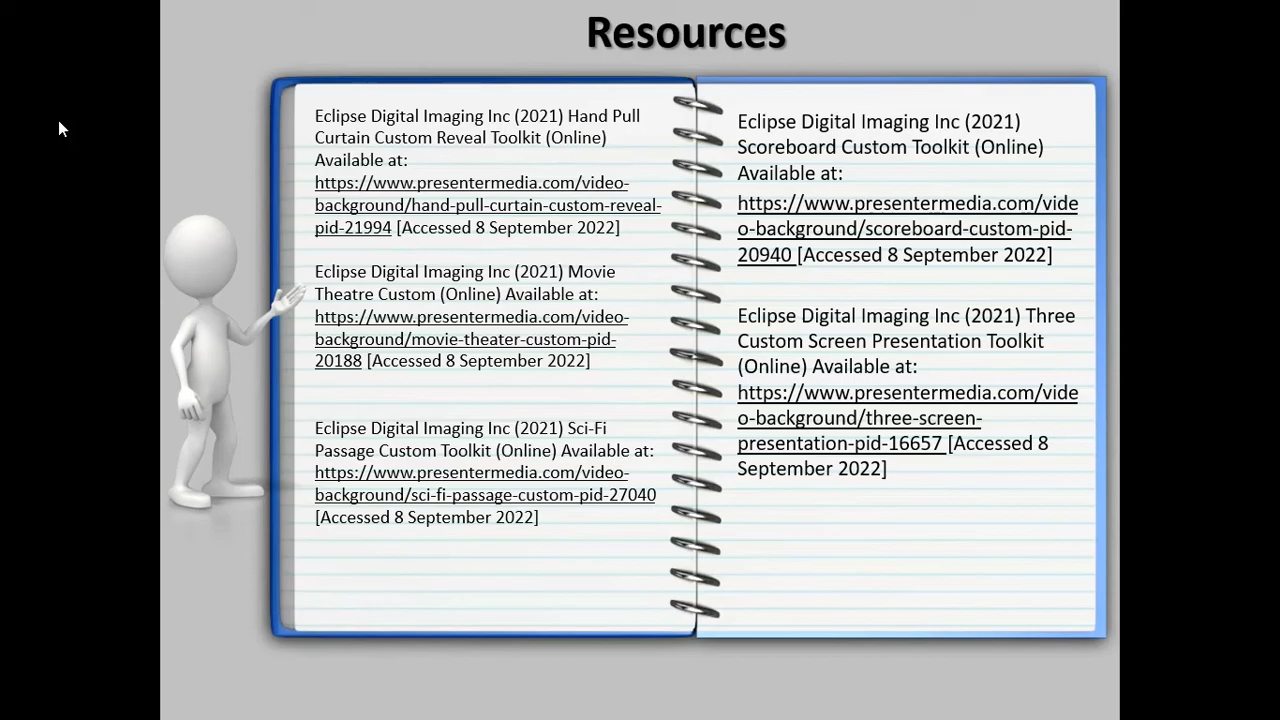 Resources
Eclipse Digital Imaging Inc (2021) Hand Pull
Curtain Custom Reveal Toolkit (Online)
Available at:
https://www.presentermedia.com/video-
background/hand-pull-curtain-custom-reveal-
pid-21994 [Accessed 8 September 2022]
Eclipse Digital Imaging Inc (2021) Movie
Theatre Custom (Online) Available at:
https://www.presentermedia.com/video-
background/movie-theater-custom-pid-
20188 [Accessed 8 September 2022]
Eclipse Digital Imaging Inc (2021) Sci-Fi
Passage Custom Toolkit (Online) Available at:
https://www.presentermedia.com/video-
background/sci-fi-passage-custom-pid-27040
[Accessed 8 September 2022]
Eclipse Digital Imaging Inc (2021)
Scoreboard Custom Toolkit (Online)
Available at:
https://www.presentermedia.com/vide
o-background/scoreboard-custom-pid-
20940 [Accessed 8 September 2022]
Eclipse Digital Imaging Inc (2021) Three
Custom Screen Presentation Toolkit
(Online) Available at:
https://www.presentermedia.com/vide
o-background/three-screen-
presentation-pid-16657 [Accessed 8
September 2022]